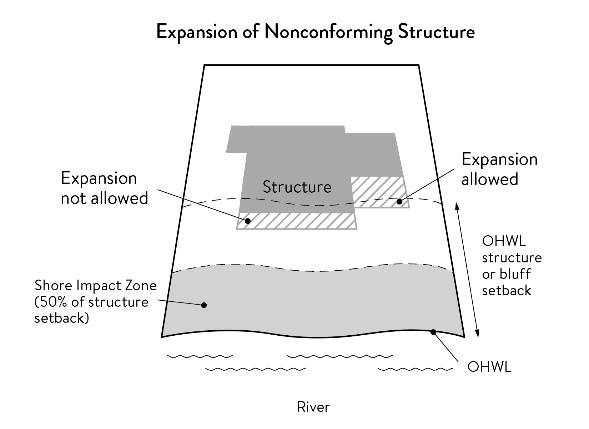 Expansion of Nonconforming Structure
Expansion
allowed
Expansion
not allowed
Structure
OHWL
structure
or bluff
setback
Shore Impact Zone
(50% of structure
setback)
OHWL
River